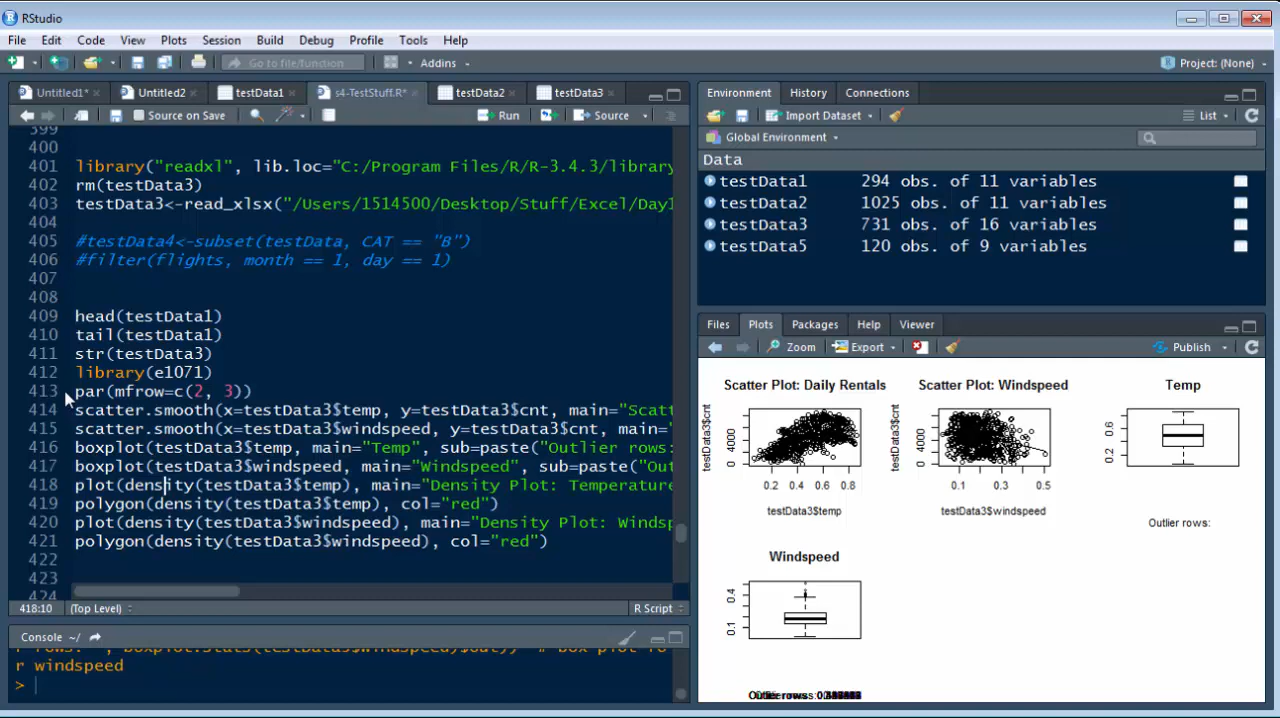 RStudio
File Edit Code View Plots Session Build Debug Profile Tools Help
Go to file/function Addins Project: (None)
Untitled1* Untitled2 testData1 s4-TestStuff.R* testData2 testData3
Source on Save Run Source
399
400
401 library("readxl", lib.loc="C:/Program Files/R/R-3.4.3/library
402 rm(testData3)
403 testData3<-read_xlsx("/Users/1514500/Desktop/Stuff/Excel/Day1
404
405 #testData4<-subset(testData, CAT == "B")
406 #filter(flights, month == 1, day == 1)
407
408
409 head(testData1)
410 tail(testData1)
411 str(testData3)
412 library(e1071)
413 par(mfrow=c(2, 3))
414 scatter.smooth(x=testData3$temp, y=testData3$cnt, main="Scatt
415 scatter.smooth(x=testData3$windspeed, y=testData3$cnt, main="
416 boxplot(testData3$temp, main="Temp", sub=paste("Outlier rows:
417 boxplot(testData3$windspeed, main="Windspeed", sub=paste("Out
418 plot(density(testData3$temp), main="Density Plot: Temperature
419 polygon(density(testData3$temp), col="red")
420 plot(density(testData3$windspeed), main="Density Plot: Windsp
421 polygon(density(testData3$windspeed), col="red")
422
423
424
418:10 (Top Level) R Script
Console ~/
r rows: ", boxplot.stats(testData3$windspeed)$out)) # box plot fo
r windspeed
>
Environment History Connections
Import Dataset List
Global Environment
Data
testData1 294 obs. of 11 variables
testData2 1025 obs. of 11 variables
testData3 731 obs. of 16 variables
testData5 120 obs. of 9 variables
Files Plots Packages Help Viewer
Zoom Export Publish
Scatter Plot: Daily Rentals
testData3$cnt
0 4000
0.2 0.4 0.6 0.8
testData3$temp
Scatter Plot: Windspeed
testData3$cnt
0 4000
0.1 0.3 0.5
testData3$windspeed
Temp
0.2 0.6
Outlier rows:
Windspeed
0.1 0.4
Outlier rows: